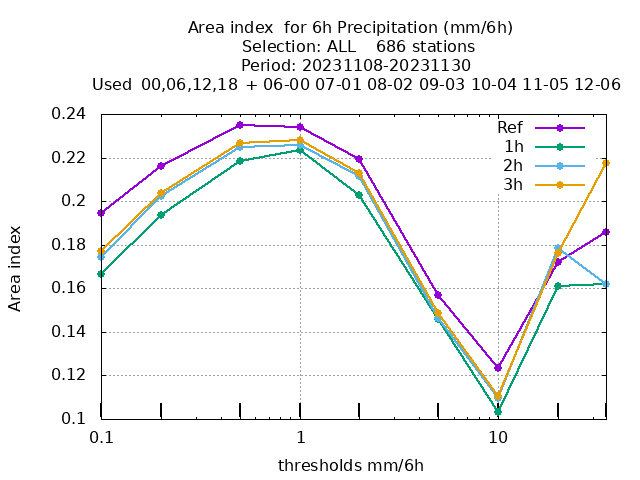 Area index  for 6h Precipitation (mm/6h)
Selection: ALL    686 stations
Period: 20231108-20231130
Used  00,06,12,18  + 06-00 07-01 08-02 09-03 10-04 11-05 12-06
0.24
0.22
0.2
0.18
0.16
0.14
0.12
0.1
Area index
Ref
1h
2h
3h
0.1 1 10
thresholds mm/6h